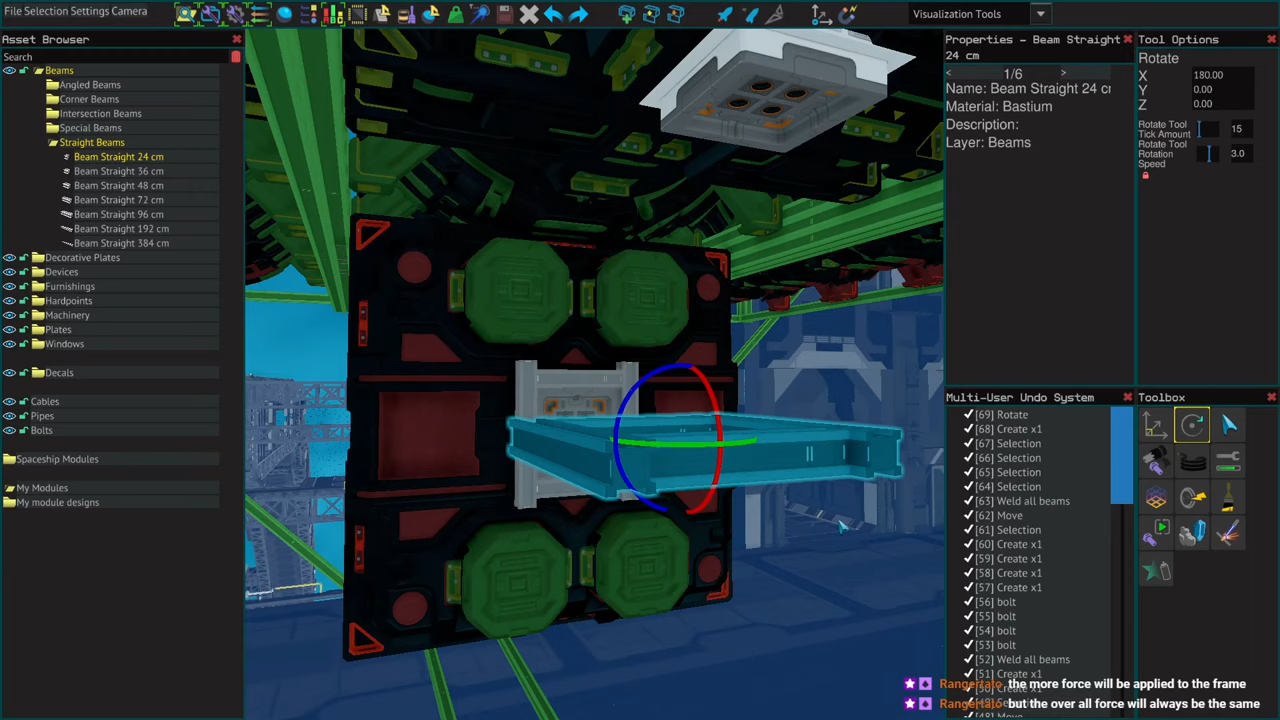 File Selection Settings Camera
Visualization Tools
Asset Browser
Search
Beams
Angled Beams
Corner Beams
Intersection Beams
Special Beams
Straight Beams
Beam Straight 24 cm
Beam Straight 36 cm
Beam Straight 48 cm
Beam Straight 72 cm
Beam Straight 96 cm
Beam Straight 192 cm
Beam Straight 384 cm
Decorative Plates
Devices
Furnishings
Hardpoints
Machinery
Plates
Windows
Decals
Cables
Pipes
Bolts
Spaceship Modules
My Modules
My module designs
Properties - Beam Straight
24 cm
< 1/6 >
Name: Beam Straight 24 cr
Material: Bastium
Description:
Layer: Beams
Tool Options
Rotate
X 180.00
Y 0.00
Z 0.00
Rotate Tool
Tick Amount 15
Rotate Tool
Rotation 3.0
Speed
Multi-User Undo System
[69] Rotate
[68] Create x1
[67] Selection
[66] Selection
[65] Selection
[64] Selection
[63] Weld all beams
[62] Move
[61] Selection
[60] Create x1
[59] Create x1
[58] Create x1
[57] Create x1
[56] bolt
[55] bolt
[54] bolt
[53] bolt
[52] Weld all beams
[51] Create x1
Toolbox
Rangertato the more force will be applied to the frame
Rangertato but the over all force will always be the same